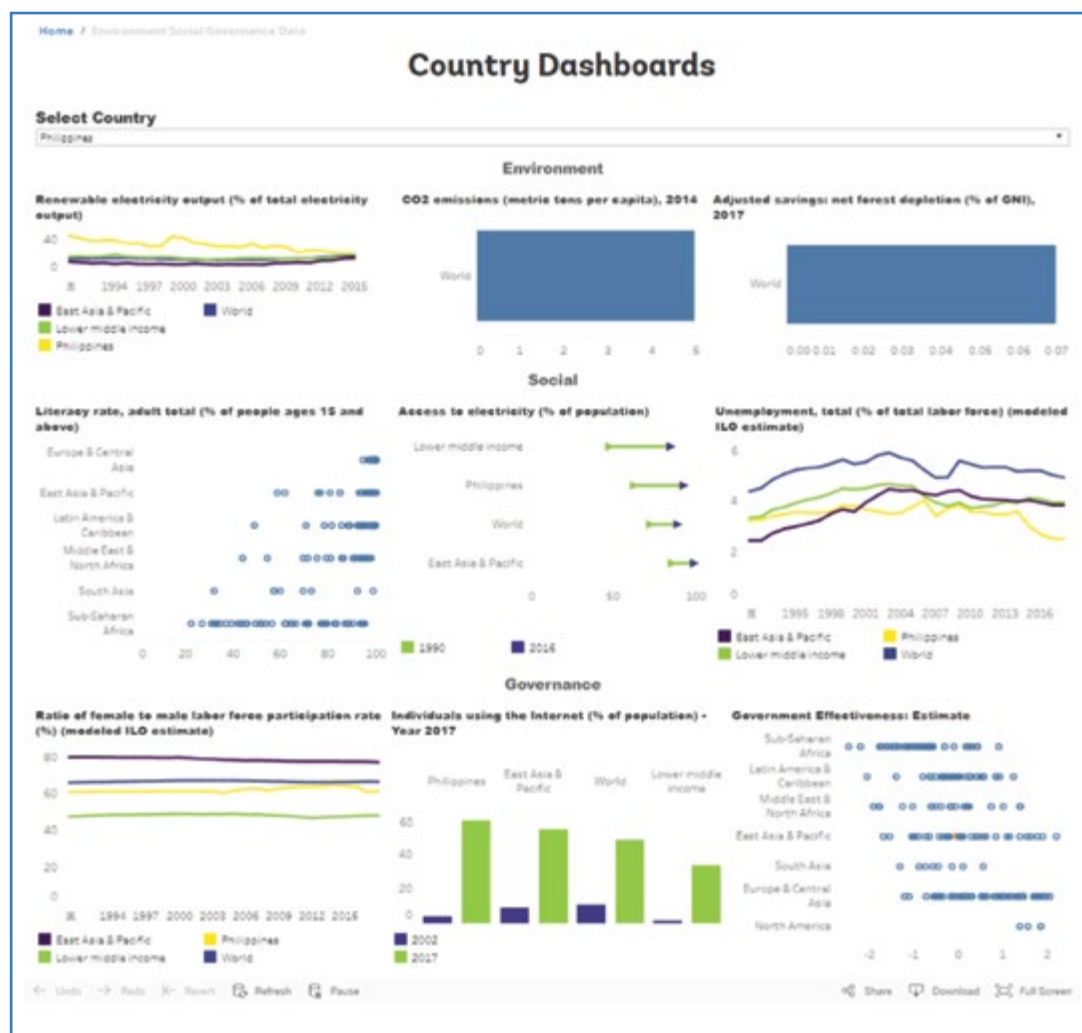 Home / Environment Social Governance Data
Country Dashboards
Select Country
Philippines
Environment
Renewable electricity output (% of total electricity
output)
40
0
1994 1997 2000 2003 2006 2009 2012 2015
East Asia & Pacific World
Lower middle income
Philippines
CO2 emissions (metric tons per capita), 2014
World
0 1 2 3 4 5
Adjusted savings: net forest depletion (% of GNI),
2017
World
0.00 0.01 0.02 0.03 0.04 0.05 0.06 0.07
Social
Literacy rate, adult total (% of people ages 15 and
above)
Europe & Central
Asia
East Asia & Pacific
Latin America &
Caribbean
Middle East &
North Africa
South Asia
Sub-Saharan
Africa
0 20 40 60 80 100
Access to electricity (% of population)
Lower middle income
Philippines
World
East Asia & Pacific
0 50 100
1990 2016
Unemployment, total (% of total labor force) (modeled
ILO estimate)
6
4
2
0
1995 1998 2001 2004 2007 2010 2013 2016
East Asia & Pacific Philippines
Lower middle income World
Governance
Ratio of female to male labor force participation rate
(%) (modeled ILO estimate)
80
60
40
20
0
1994 1997 2000 2003 2006 2009 2012 2015
East Asia & Pacific Philippines
Lower middle income World
Individuals using the Internet (% of population) -
Year 2017
Philippines East Asia & Pacific World Lower middle income
60
40
20
0
2002
2017
Government Effectiveness: Estimate
Sub-Saharan
Africa
Latin America &
Caribbean
Middle East &
North Africa
East Asia & Pacific
South Asia
Europe & Central
Asia
North America
-2 -1 0 1 2
Undo Redo Revert Refresh Pause Share Download Full Screen